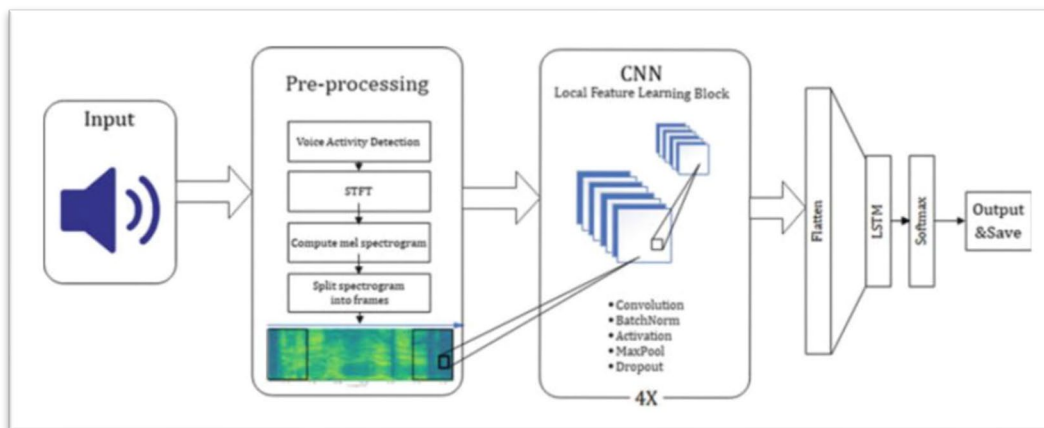 Input
Pre-processing
Voice Activity Detection
STFT
Compute mel spectrogram
Split spectrogram
into frames
CNN
Local Feature Learning Block
• Convolution
• BatchNorm
• Activation
• MaxPool
• Dropout
4X
Flatten
LSTM
Softmax
Output
&Save